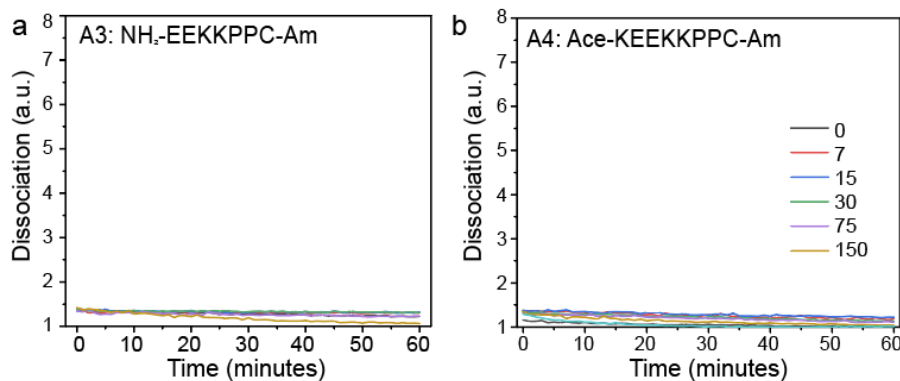 a
A3: NH₂-EEKKPPC-Am
Dissociation (a.u.)
8
7
6
5
4
3
2
1
0 10 20 30 40 50 60
Time (minutes)
b
A4: Ace-KEEKKPPC-Am
Dissociation (a.u.)
8
7
6
5
4
3
2
1
0
7
15
30
75
150
0 10 20 30 40 50 60
Time (minutes)